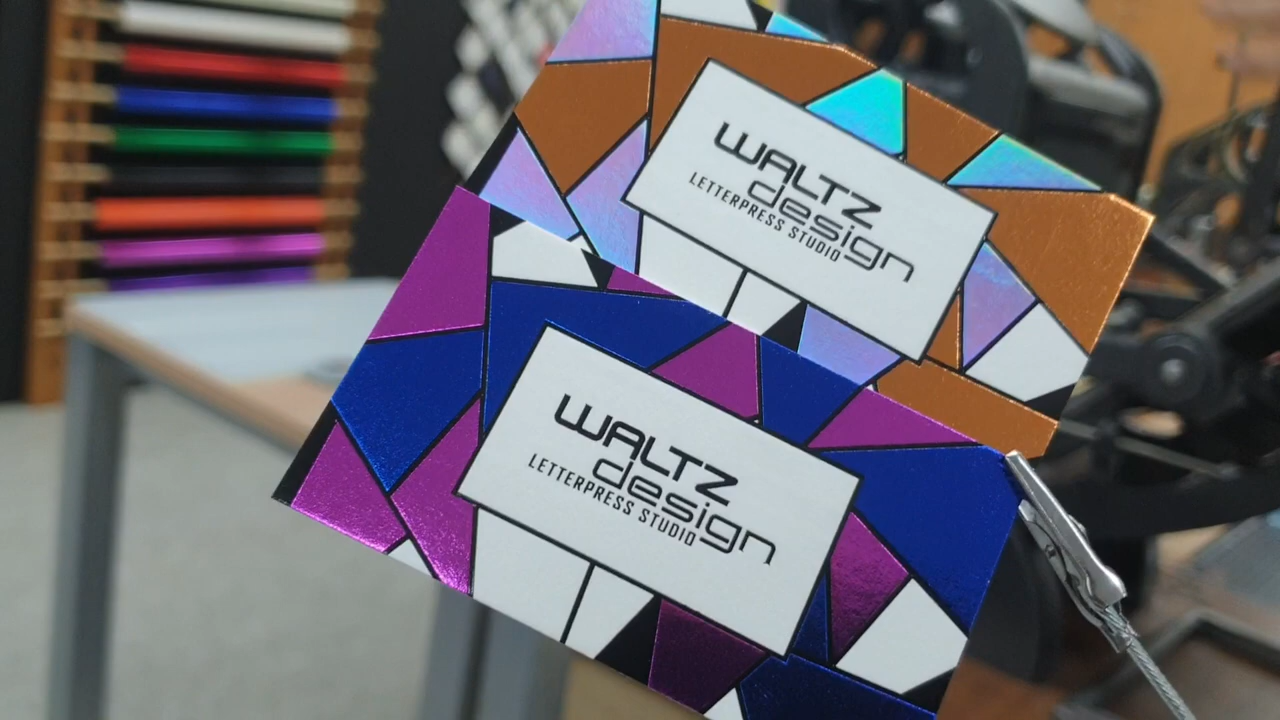 WALTZ
design
LETTERPRESS STUDIO
WALTZ
design
LETTERPRESS STUDIO